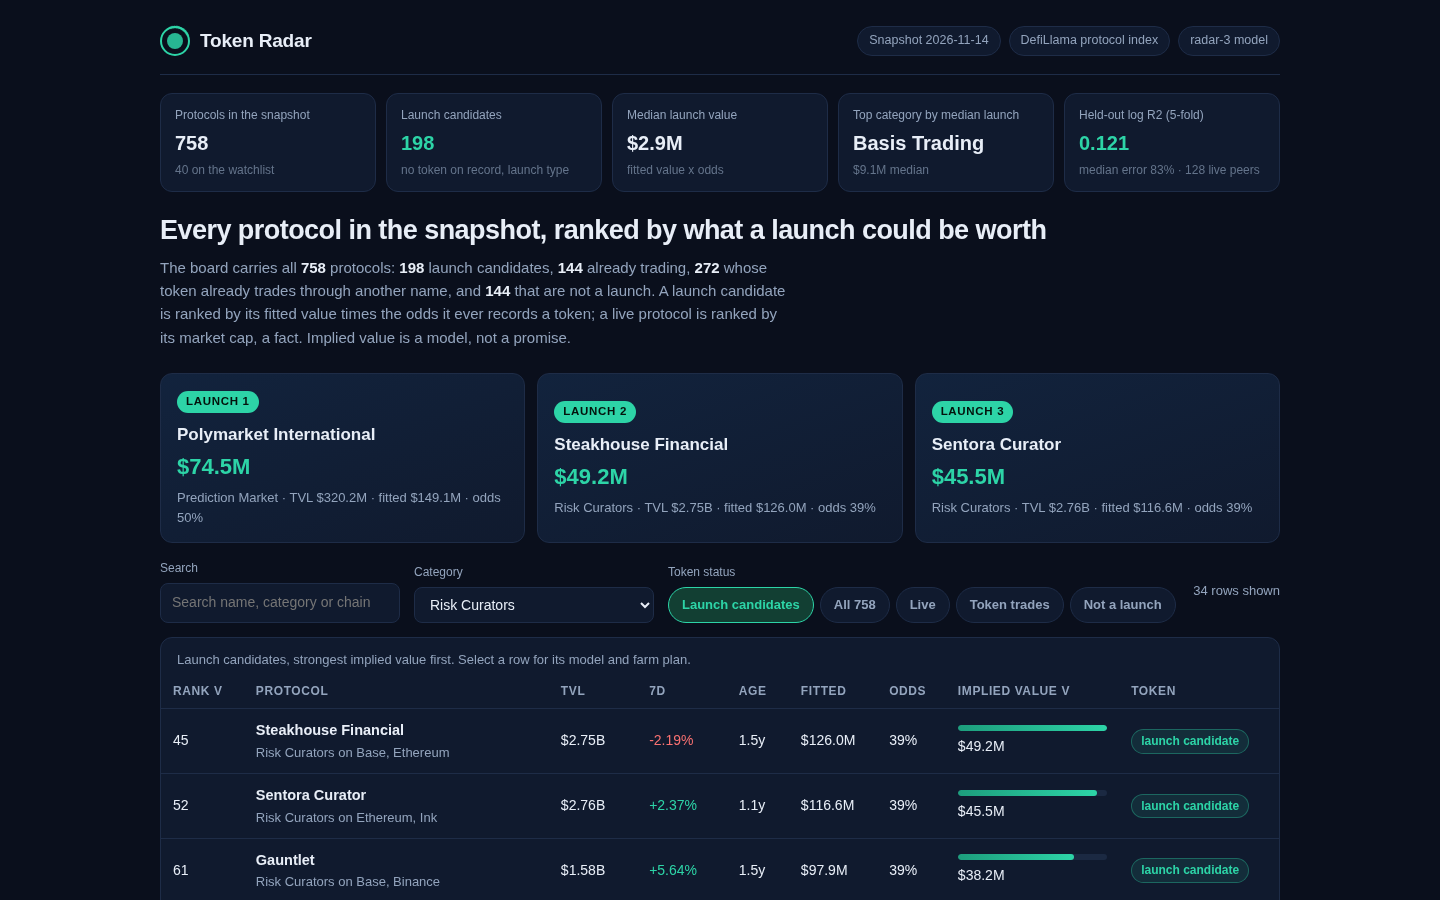 Token Radar
Snapshot 2026-11-14
DefiLlama protocol index
radar-3 model
Protocols in the snapshot
758
40 on the watchlist
Launch candidates
198
no token on record, launch type
Median launch value
$2.9M
fitted value x odds
Top category by median launch
Basis Trading
$9.1M median
Held-out log R2 (5-fold)
0.121
median error 83% · 128 live peers
Every protocol in the snapshot, ranked by what a launch could be worth
The board carries all 758 protocols: 198 launch candidates, 144 already trading, 272 whose
token already trades through another name, and 144 that are not a launch. A launch candidate
is ranked by its fitted value times the odds it ever records a token; a live protocol is ranked by
its market cap, a fact. Implied value is a model, not a promise.
LAUNCH 1
Polymarket International
$74.5M
Prediction Market · TVL $320.2M · fitted $149.1M · odds
50%
LAUNCH 2
Steakhouse Financial
$49.2M
Risk Curators · TVL $2.75B · fitted $126.0M · odds 39%
LAUNCH 3
Sentora Curator
$45.5M
Risk Curators · TVL $2.76B · fitted $116.6M · odds 39%
Search
Search name, category or chain
Category
Risk Curators
Token status
Launch candidates
All 758
Live
Token trades
Not a launch
34 rows shown
Launch candidates, strongest implied value first. Select a row for its model and farm plan.
RANK V PROTOCOL TVL 7D AGE FITTED ODDS IMPLIED VALUE V TOKEN
45 Steakhouse Financial $2.75B -2.19% 1.5y $126.0M 39% $49.2M launch candidate
Risk Curators on Base, Ethereum
52 Sentora Curator $2.76B +2.37% 1.1y $116.6M 39% $45.5M launch candidate
Risk Curators on Ethereum, Ink
61 Gauntlet $1.58B +5.64% 1.5y $97.9M 39% $38.2M launch candidate
Risk Curators on Base, Binance